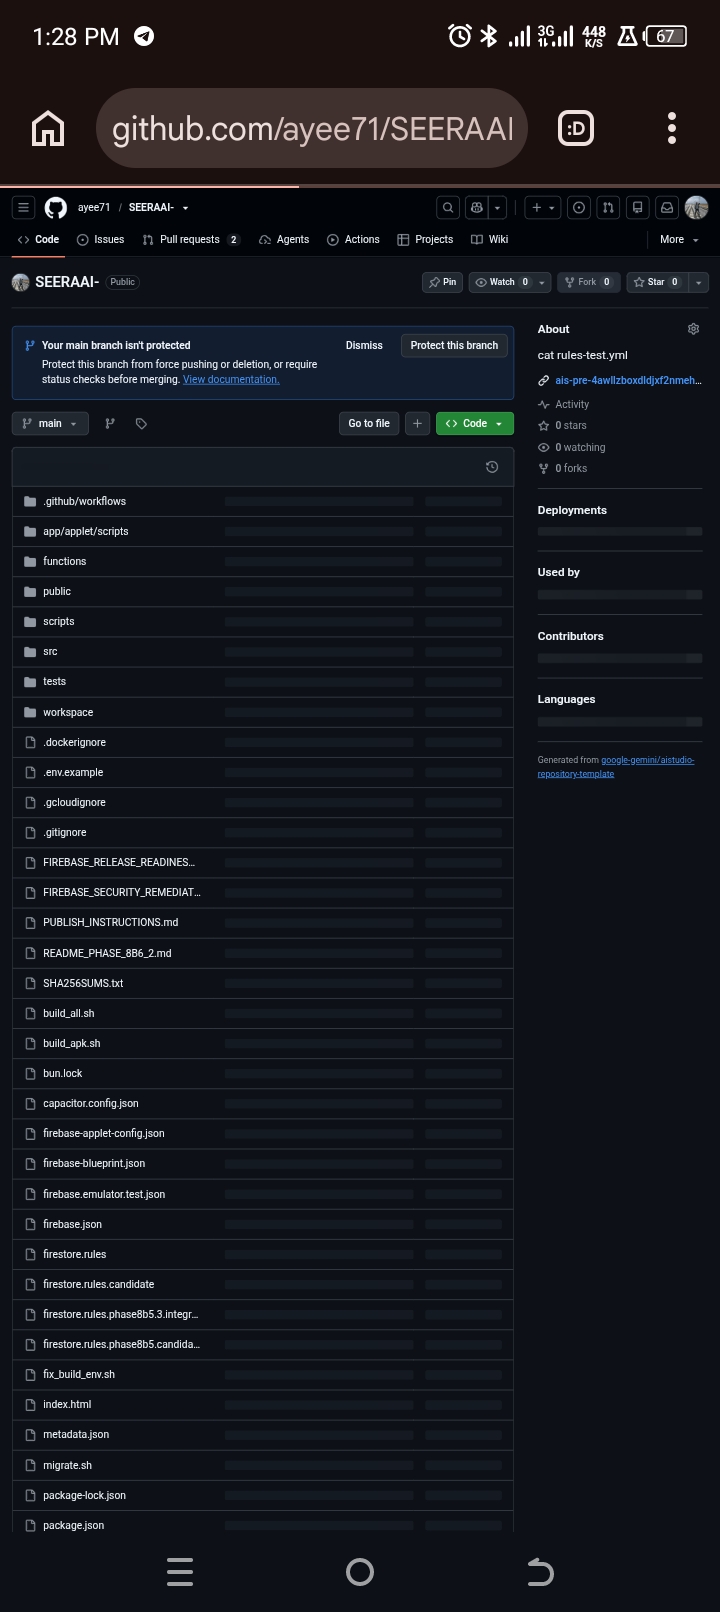 1:28 PM
3G
448
K/S
67
github.com/ayee71/SEERAAI
:D
ayee71 / SEERAAI-
Code
Issues
Pull requests 2
Agents
Actions
Projects
Wiki
More
SEERAAI- Public
Pin
Watch 0
Fork 0
Star 0
Your main branch isn't protected
Protect this branch from force pushing or deletion, or require
status checks before merging. View documentation.
Dismiss
Protect this branch
main
Go to file
Code
.github/workflows
app/applet/scripts
functions
public
scripts
src
tests
workspace
.dockerignore
.env.example
.gcloudignore
.gitignore
FIREBASE_RELEASE_READINES...
FIREBASE_SECURITY_REMEDIAT...
PUBLISH_INSTRUCTIONS.md
README_PHASE_8B6_2.md
SHA256SUMS.txt
build_all.sh
build_apk.sh
bun.lock
capacitor.config.json
firebase-applet-config.json
firebase-blueprint.json
firebase.emulator.test.json
firebase.json
firestore.rules
firestore.rules.candidate
firestore.rules.phase8b5.3.integr...
firestore.rules.phase8b5.candida...
fix_build_env.sh
index.html
metadata.json
migrate.sh
package-lock.json
package.json
About
cat rules-test.yml
ais-pre-4awllzboxdldjxf2nmeh...
Activity
0 stars
0 watching
0 forks
Deployments
Used by
Contributors
Languages
Generated from google-gemini/aistudio-
repository-template